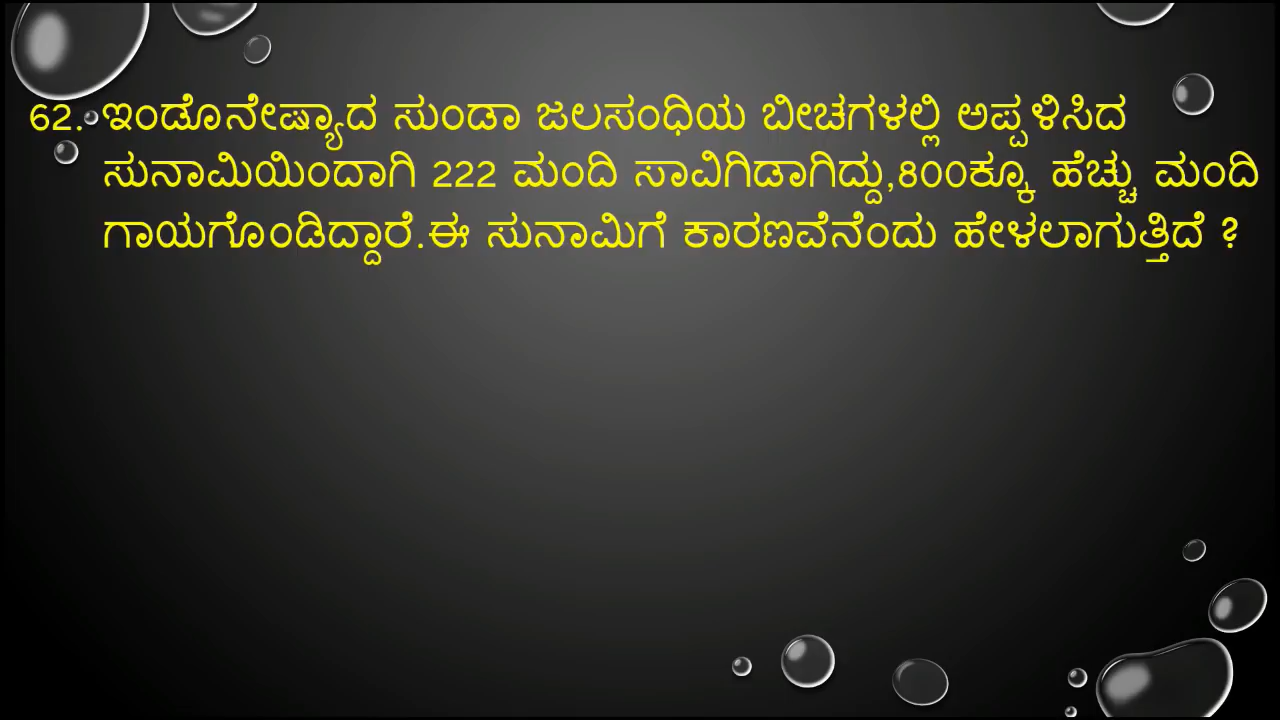 62. ಇಂಡೊನೇಷ್ಯಾದ ಸುಂಡಾ ಜಲಸಂಧಿಯ ಬೀಚಗಳಲ್ಲಿ ಅಪ್ಪಳಿಸಿದ
ಸುನಾಮಿಯಿಂದಾಗಿ 222 ಮಂದಿ ಸಾವಿಗಿಡಾಗಿದ್ದು,800ಕ್ಕೂ ಹೆಚ್ಚು ಮಂದಿ
ಗಾಯಗೊಂಡಿದ್ದಾರೆ.ಈ ಸುನಾಮಿಗೆ ಕಾರಣವೆನೆಂದು ಹೇಳಲಾಗುತ್ತಿದೆ ?